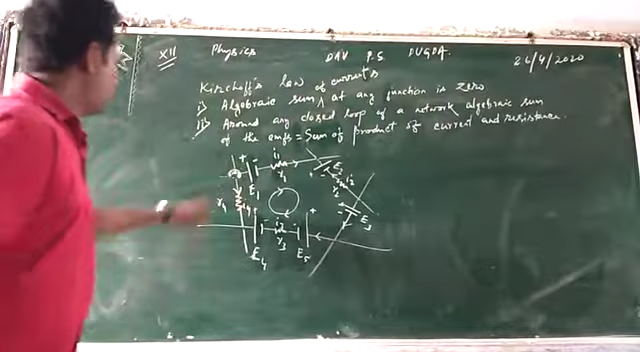 XII Physics DAV P.S. DUGDA. 26/4/2020
Kirchoff's law of currents
i) Algebraic sum at any junction is zero
ii) Around any closed loop of a network algebraic sum
of the emfs = Sum of product of current and resistance.
+ - i₁ E₂
E₁ r₁ i₂
r₄ E₃
- i₃ - +
E₄ r₃ E₅